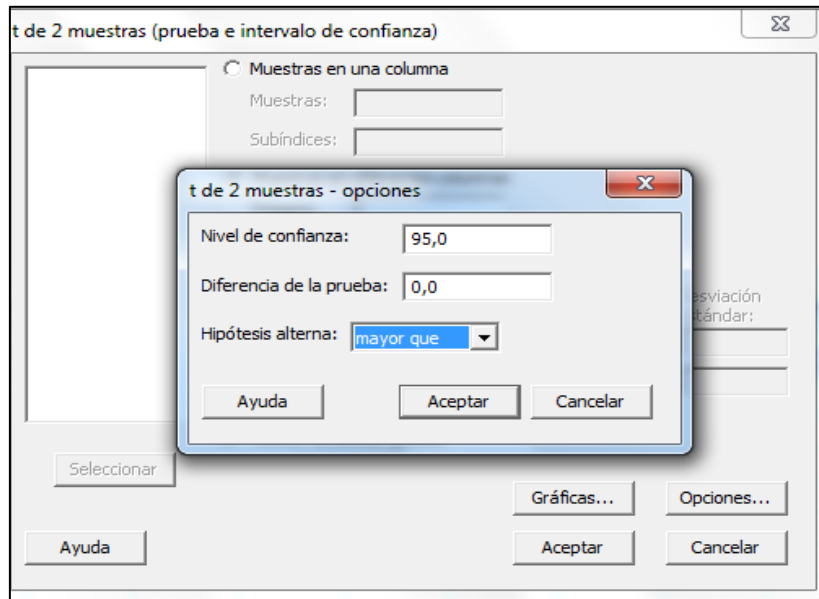 t de 2 muestras (prueba e intervalo de confianza)
Muestras en una columna
Muestras:
Subíndices:
t de 2 muestras - opciones
Nivel de confianza: 95,0
Diferencia de la prueba: 0,0
Hipótesis alterna: mayor que
Ayuda Aceptar Cancelar
Seleccionar
Gráficas... Opciones...
Ayuda Aceptar Cancelar